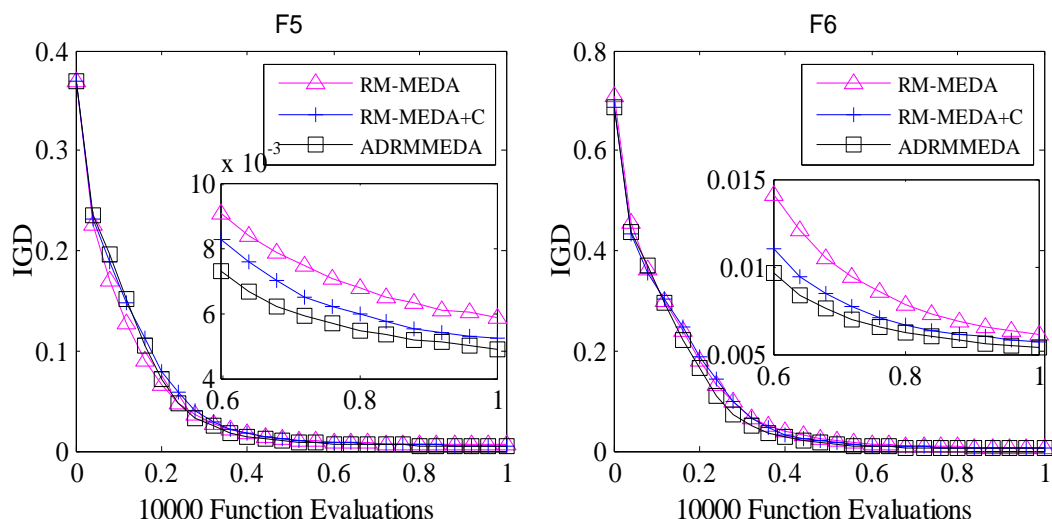 F5
0.4
0.3
0.2
0.1
0
IGD
RM-MEDA
RM-MEDA+C
ADRMMEDA
x 10
-3
10
8
6
4
0.6
0.8
1
0
0.2
0.4
0.6
0.8
1
10000 Function Evaluations
F6
0.8
0.6
0.4
0.2
0
IGD
RM-MEDA
RM-MEDA+C
ADRMMEDA
0.015
0.01
0.005
0.6
0.8
1
0
0.2
0.4
0.6
0.8
1
10000 Function Evaluations